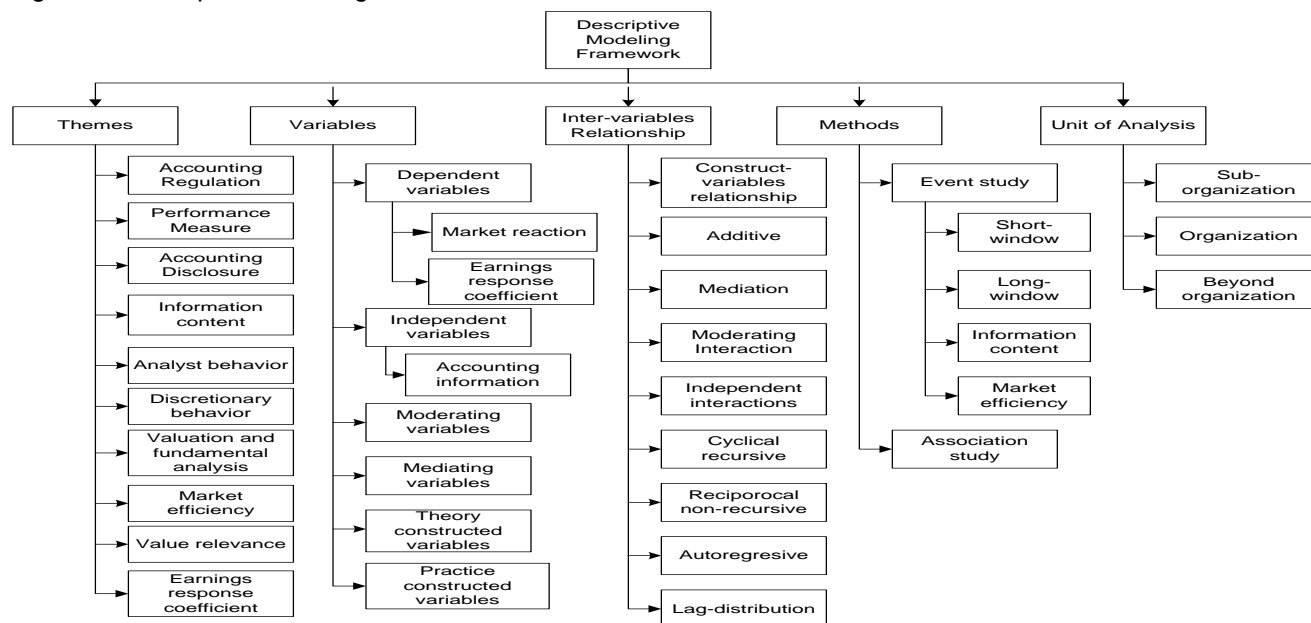 Descriptive
Modeling
Framework
Themes
Variables
Inter-variables
Relationship
Methods
Unit of Analysis
Accounting
Regulation
Performance
Measure
Accounting
Disclosure
Information
content
Analyst behavior
Discretionary
behavior
Valuation and
fundamental
analysis
Market
efficiency
Value relevance
Earnings
response
coefficient
Dependent
variables
Market reaction
Earnings
response
coefficient
Independent
variables
Accounting
information
Moderating
variables
Mediating
variables
Theory
constructed
variables
Practice
constructed
variables
Construct-
variables
relationship
Additive
Mediation
Moderating
Interaction
Independent
interactions
Cyclical
recursive
Reciporocal
non-recursive
Autoregresive
Lag-distribution
Event study
Short-
window
Long-
window
Information
content
Market
efficiency
Association
study
Sub-
organization
Organization
Beyond
organization